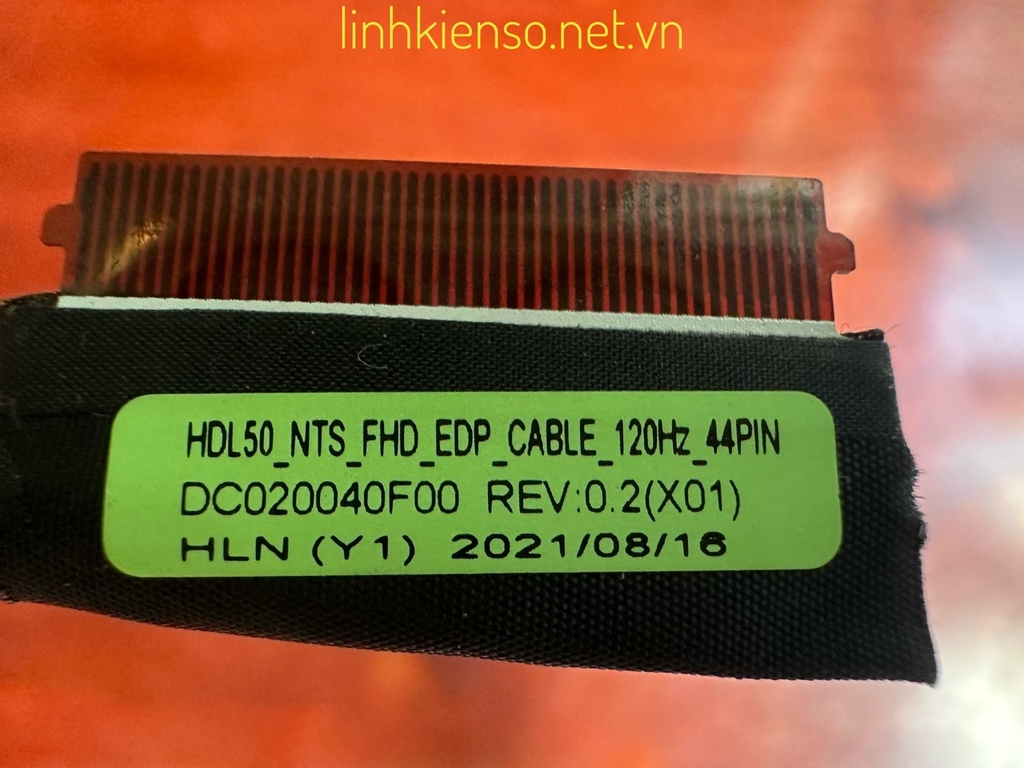 linhkienso.net.vn
HDL50_NTS_FHD_EDP_CABLE_120Hz_44PIN
DC020040F00 REV:0.2(X01)
HLN (Y1) 2021/08/16